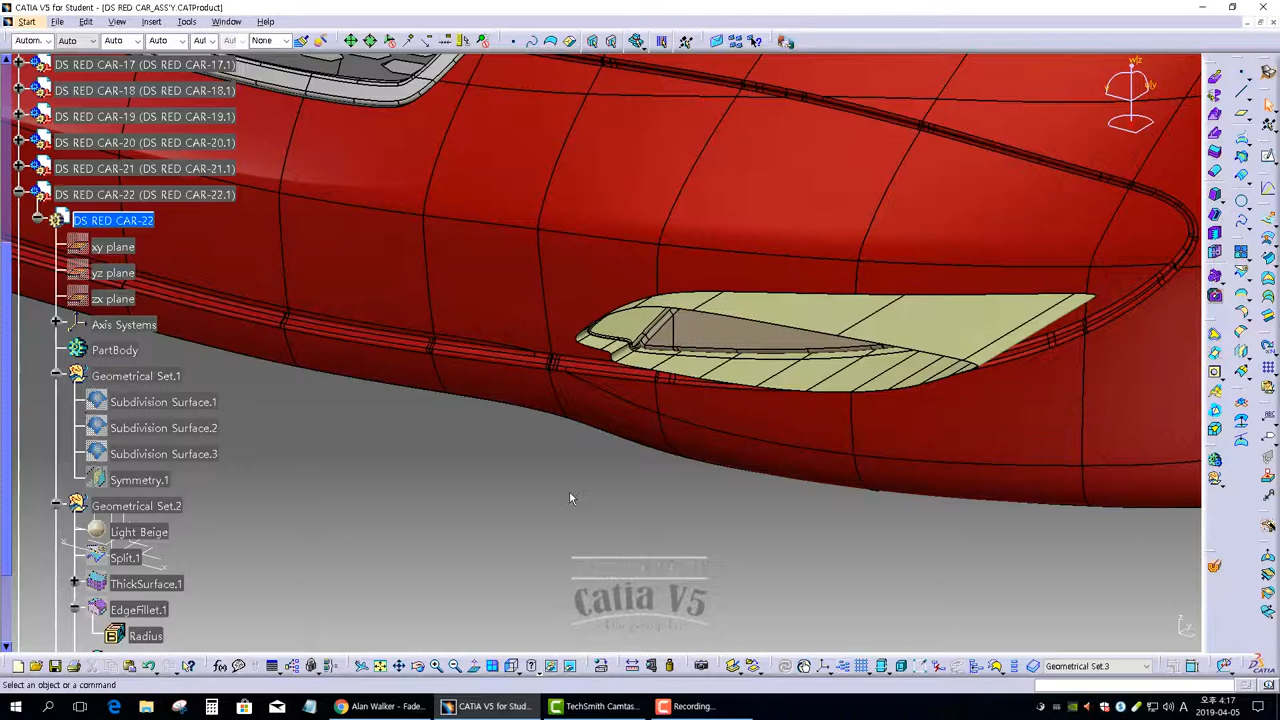 CATIA V5 for Student - [DS RED CAR_ASS'Y.CATProduct]
Start File Edit View Insert Tools Window Help
Autom. Auto Auto Auto Aut None
DS RED CAR-17 (DS RED CAR-17.1)
DS RED CAR-18 (DS RED CAR-18.1)
DS RED CAR-19 (DS RED CAR-19.1)
DS RED CAR-20 (DS RED CAR-20.1)
DS RED CAR-21 (DS RED CAR-21.1)
DS RED CAR-22 (DS RED CAR-22.1)
DS RED CAR-22
xy plane
yz plane
zx plane
Axis Systems
PartBody
Geometrical Set.1
Subdivision Surface.1
Subdivision Surface.2
Subdivision Surface.3
Symmetry.1
Geometrical Set.2
Light Beige
Split.1
ThickSurface.1
EdgeFillet.1
Radius
Catia V5
Geometrical Set.3
Select an object or a command
Alan Walker - Fade... CATIA V5 for Stud... TechSmith Camtas... Recording...
A 오후 4:17
2019-04-05